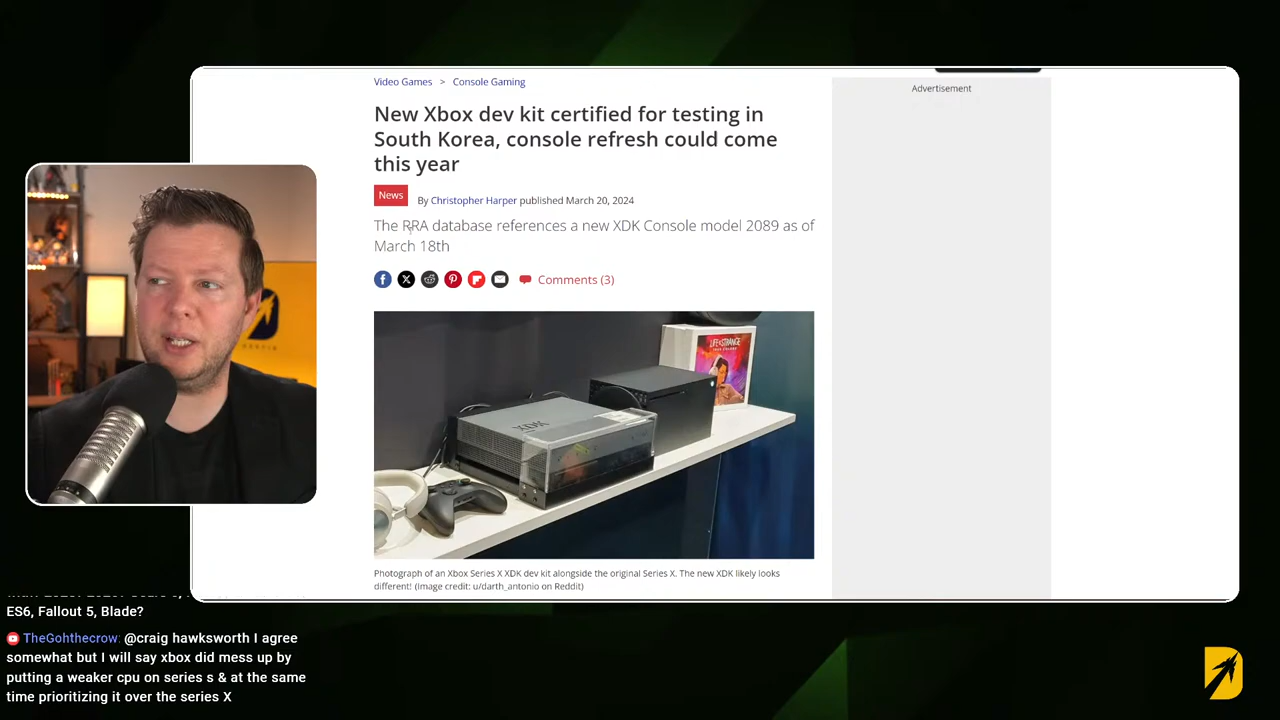 Video Games > Console Gaming
Advertisement
New Xbox dev kit certified for testing in
South Korea, console refresh could come
this year
News By Christopher Harper published March 20, 2024
The RRA database references a new XDK Console model 2089 as of
March 18th
Comments (3)
XDK
LIFE STRANGE
Photograph of an Xbox Series X XDK dev kit alongside the original Series X. The new XDK likely looks
different! (Image credit: u/darth_antonio on Reddit)
ES6, Fallout 5, Blade?
TheGohthecrow: @craig hawksworth I agree
somewhat but I will say xbox did mess up by
putting a weaker cpu on series s & at the same
time prioritizing it over the series X